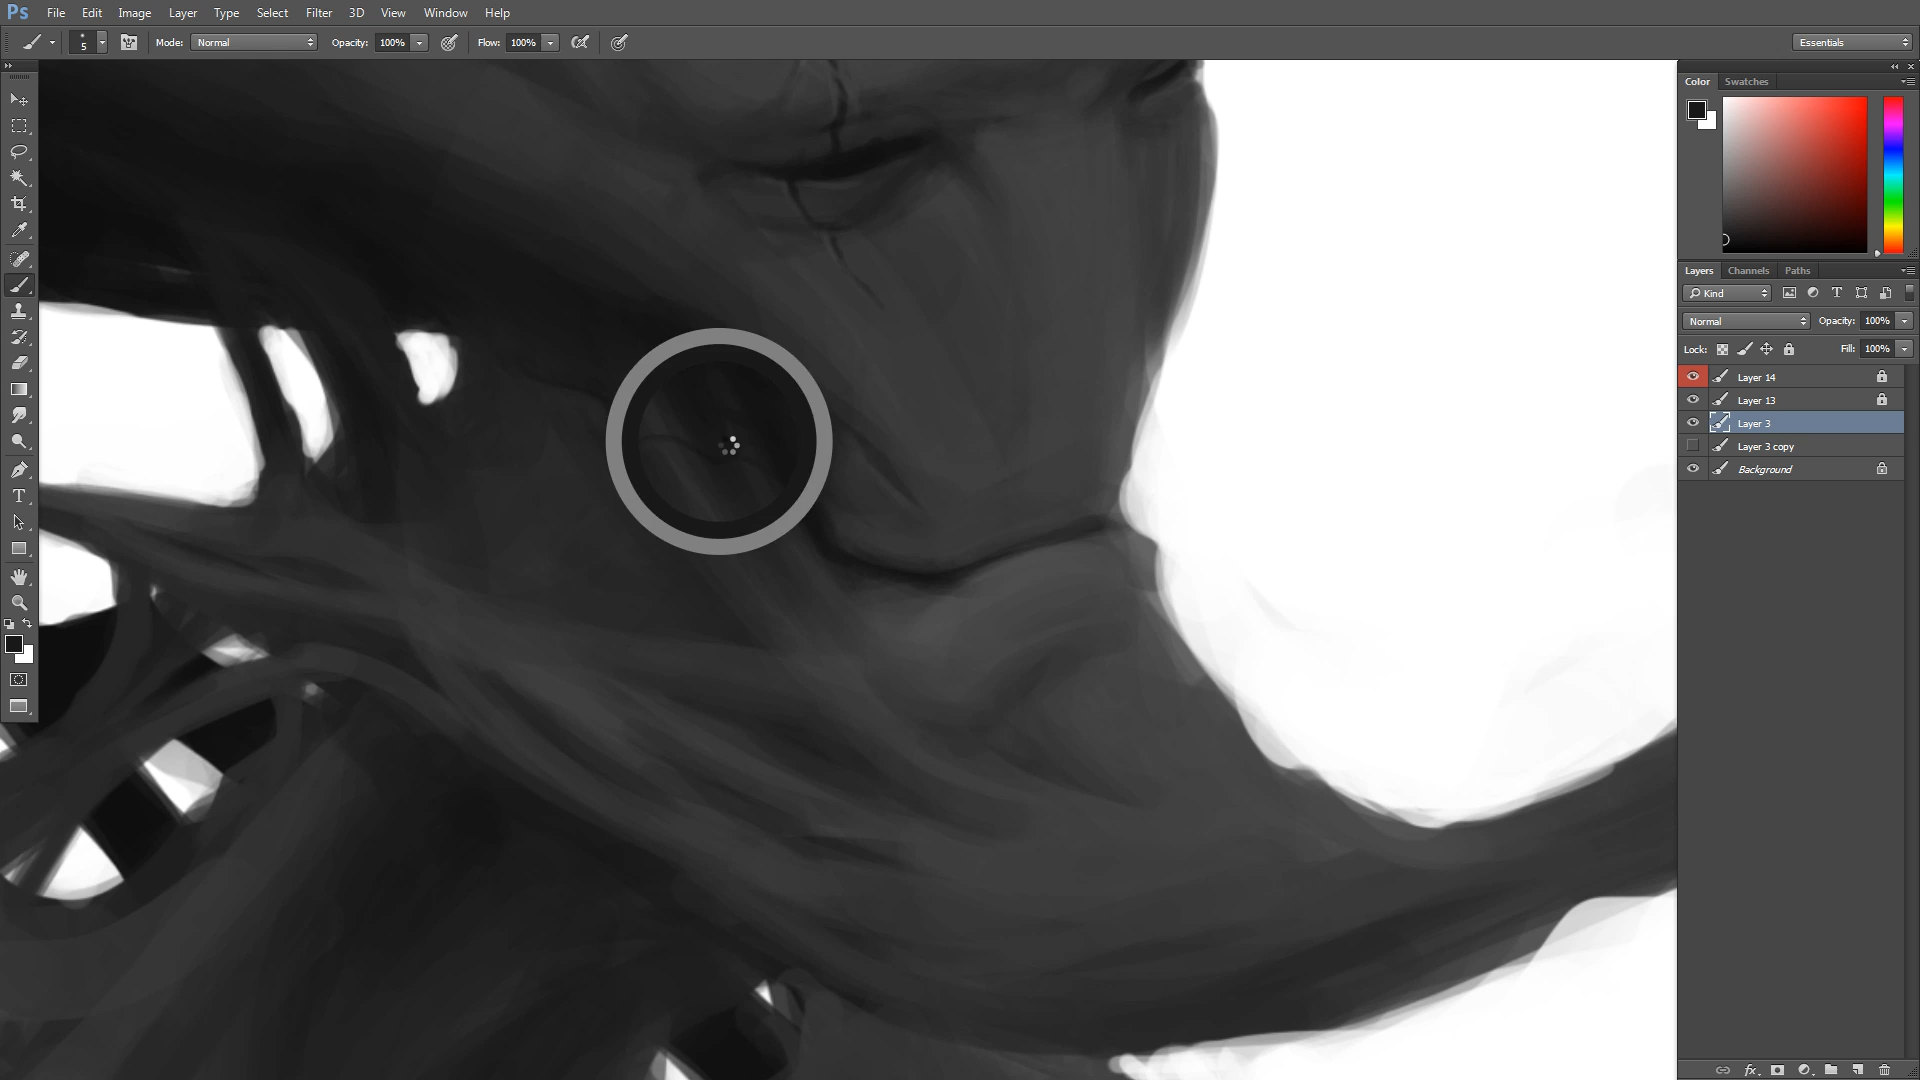 Ps File Edit Image Layer Type Select Filter 3D View Window Help
5 Mode: Normal Opacity: 100% Flow: 100% Essentials
Color Swatches
Layers Channels Paths
Kind
Normal Opacity: 100%
Lock: Fill: 100%
Layer 14
Layer 13
Layer 3
Layer 3 copy
Background
T
fx